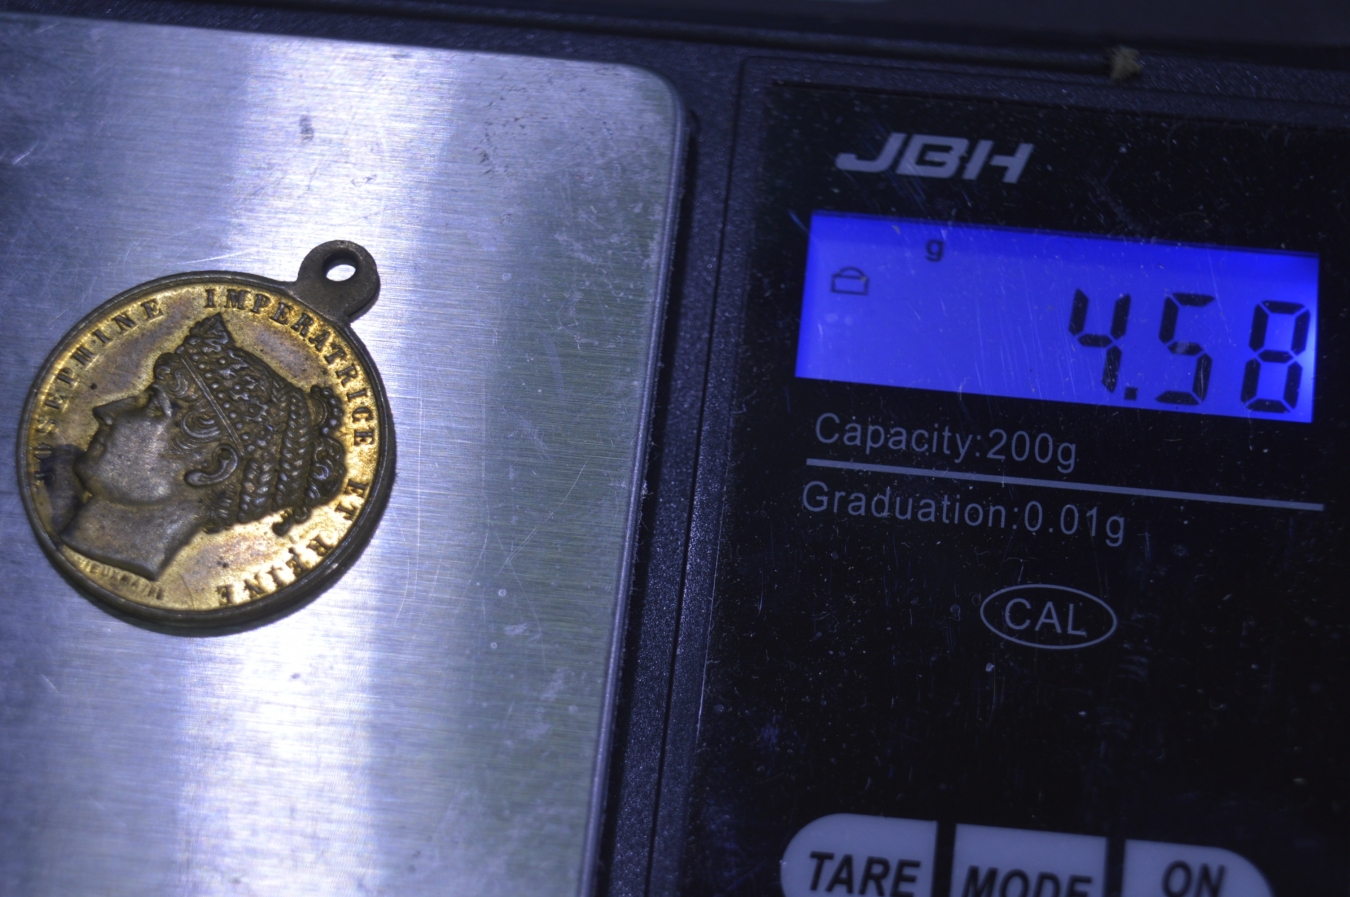 JOSEPHINE IMPERATRICE ET REINE
JBH
g
4.58
Capacity:200g
Graduation:0.01g
CAL
TARE
MODE
ON